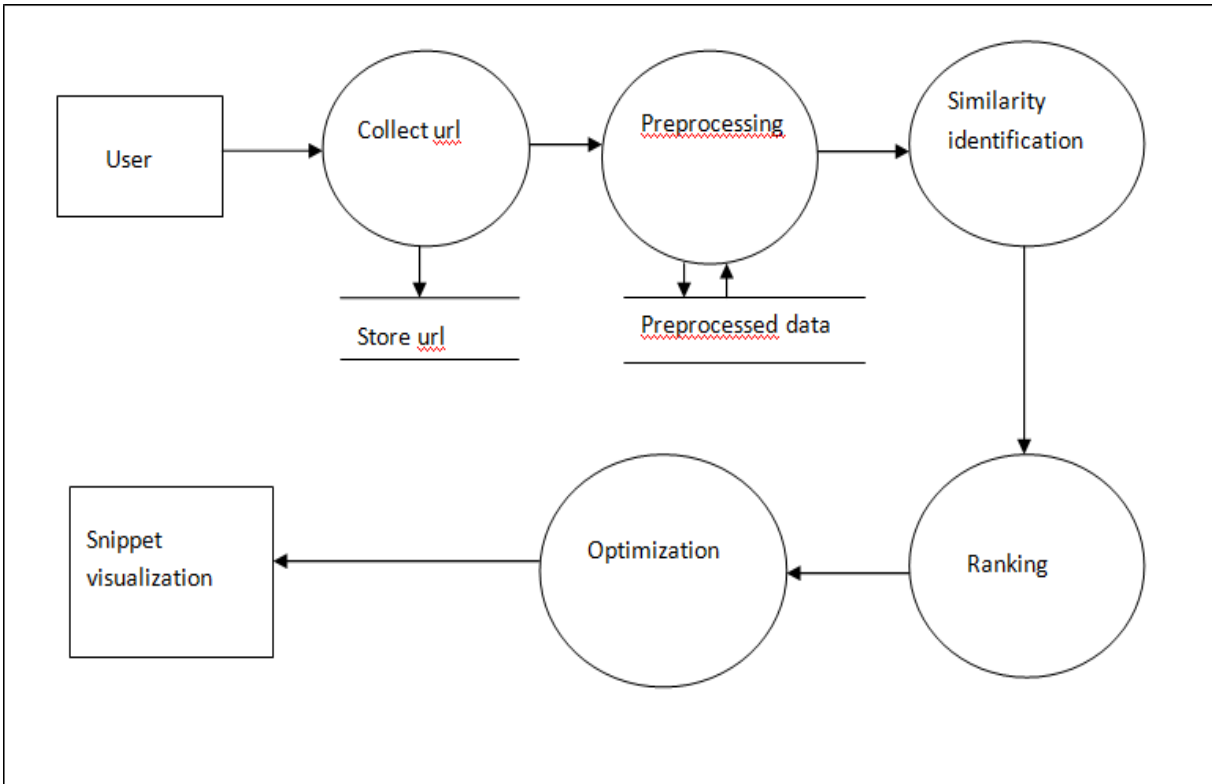 User
Collect url
Preprocessing
Similarity
identification
Store url
Preprocessed data
Snippet
visualization
Optimization
Ranking